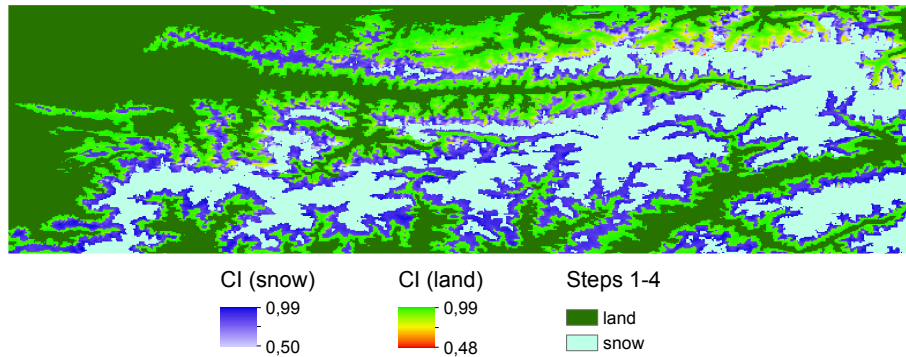 CI (snow) CI (land) Steps 1-4
0,99 0,99 land
0,50 0,48 snow